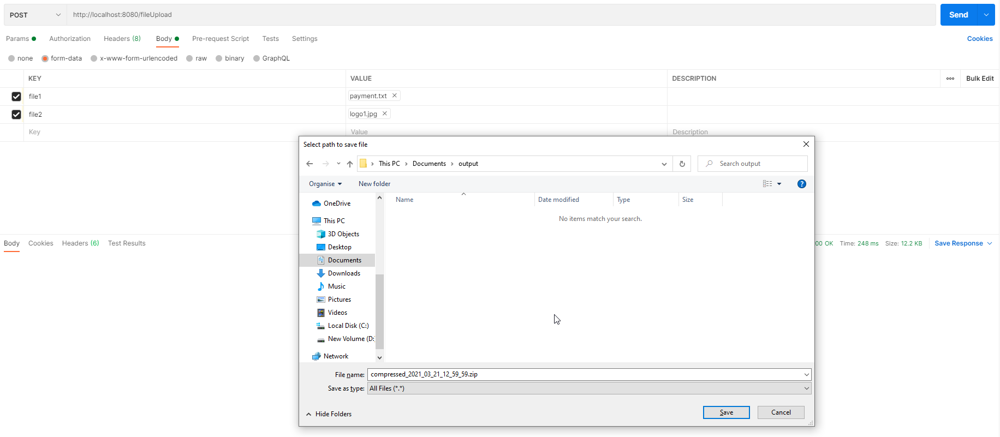 POST http://localhost:8080/fileUpload Send
Params Authorization Headers (8) Body Pre-request Script Tests Settings Cookies
none form-data x-www-form-urlencoded raw binary GraphQL
KEY VALUE DESCRIPTION Bulk Edit
file1 payment.txt
file2 logo1.jpg
Key Value Description
Select path to save file
This PC Documents output Search output
Organise New folder ?
Name Date modified Type Size
OneDrive
No items match your search.
This PC
3D Objects
Desktop
Documents
Downloads
Music
Pictures
Videos
Local Disk (C:)
New Volume (D:
Network
File name: compressed_2021_03_21_12_59_59.zip
Save as type: All Files (*.*)
Hide Folders Save Cancel
Body Cookies Headers (6) Test Results 00 OK Time: 248 ms Size: 12.2 KB Save Response